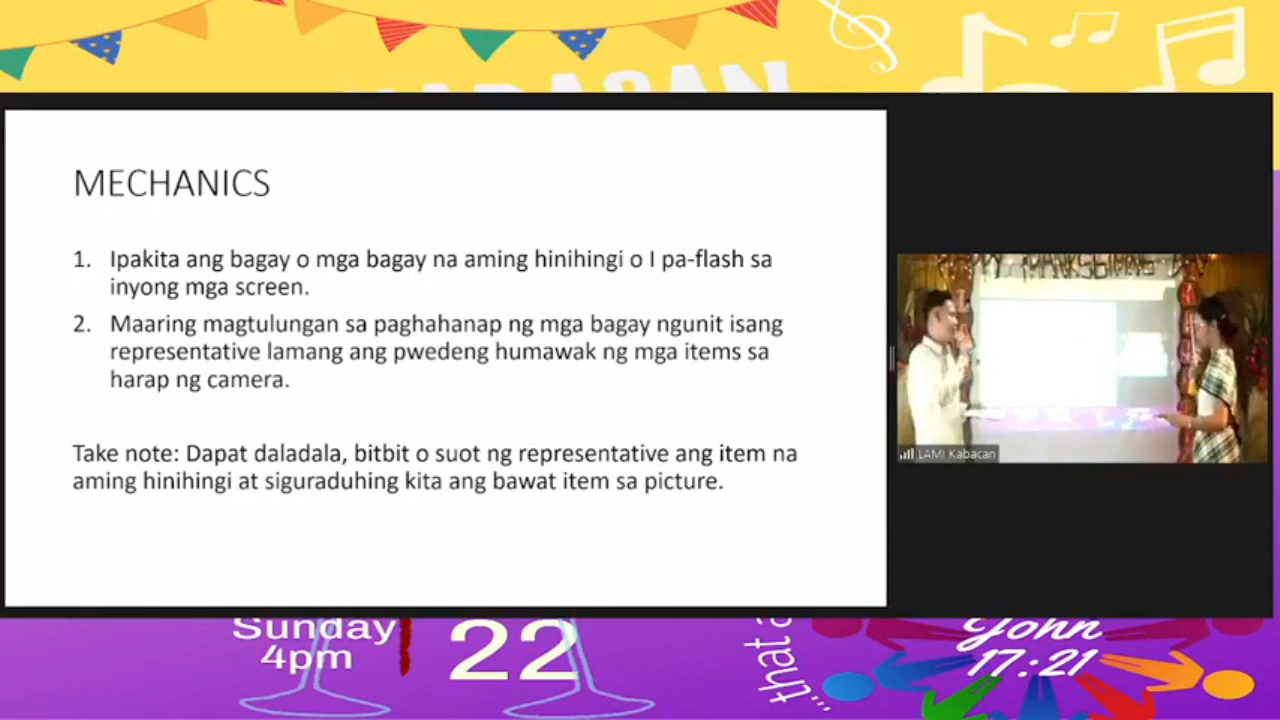 MECHANICS
1. Ipakita ang bagay o mga bagay na aming hinihingi o I pa-flash sa
inyong mga screen.
2. Maaring magtulungan sa paghahanap ng mga bagay ngunit isang
representative lamang ang pwedeng humawak ng mga items sa
harap ng camera.
Take note: Dapat daladala, bitbit o suot ng representative ang item na
aming hinihingi at siguraduhing kita ang bawat item sa picture.
LAMI Kabacan
Sunday
4pm
22
...that a
John
17:21